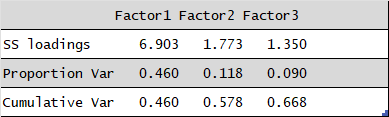 Factor1 Factor2 Factor3
SS loadings 6.903 1.773 1.350
Proportion Var 0.460 0.118 0.090
Cumulative Var 0.460 0.578 0.668